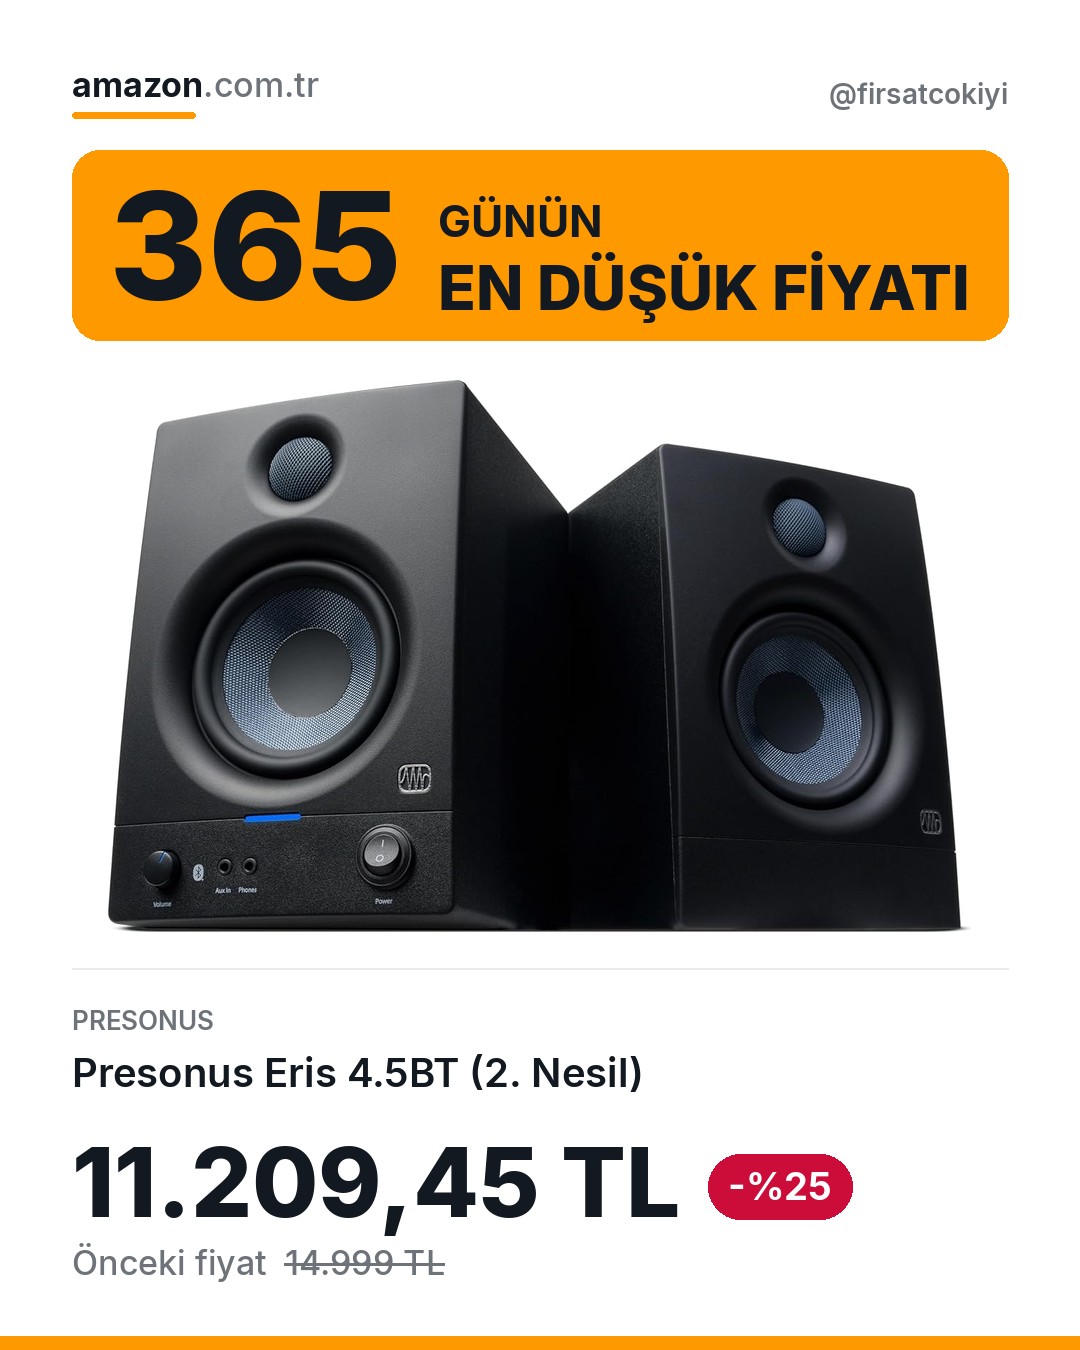 amazon.com.tr
@firsatcokiyi
365
GÜNÜN
EN DÜŞÜK FİYATI
Volume
Aux In
Phones
Power
PRESONUS
Presonus Eris 4.5BT (2. Nesil)
11.209,45 TL
-%25
Önceki fiyat 14.999 TL